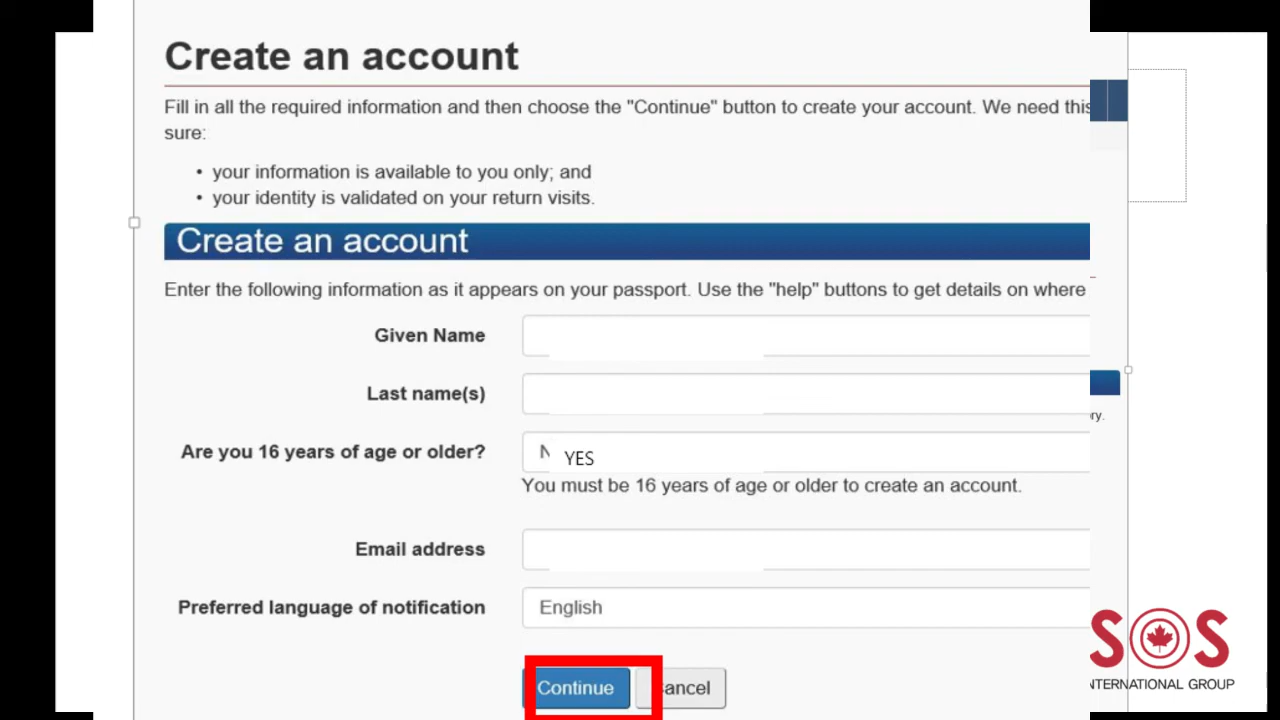 Create an account
Fill in all the required information and then choose the "Continue" button to create your account. We need this
sure:
• your information is available to you only; and
• your identity is validated on your return visits.
Create an account
Enter the following information as it appears on your passport. Use the "help" buttons to get details on where
Given Name
Last name(s)
ry.
Are you 16 years of age or older? N YES
You must be 16 years of age or older to create an account.
Email address
Preferred language of notification English
SOS
INTERNATIONAL GROUP
Continue ancel